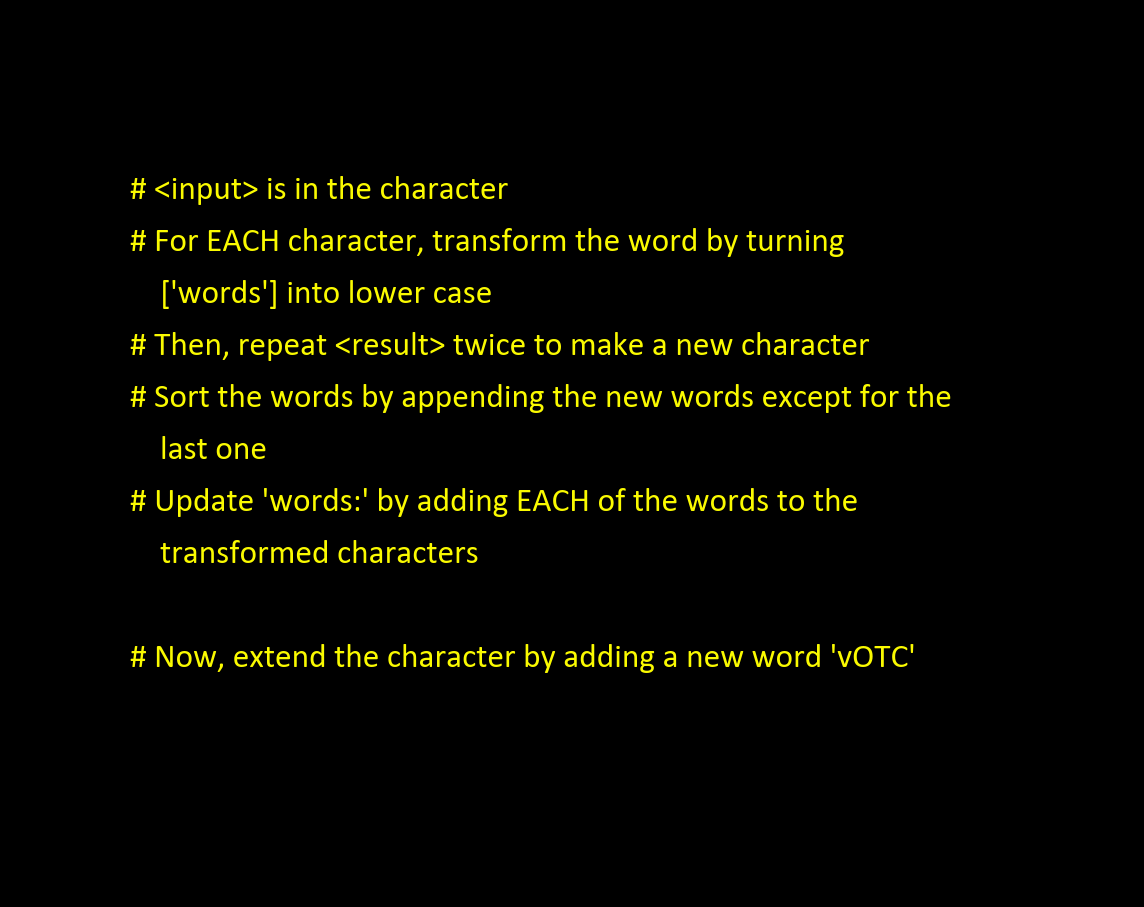 # <input> is in the character
# For EACH character, transform the word by turning
['words'] into lower case
# Then, repeat <result> twice to make a new character
# Sort the words by appending the new words except for the
last one
# Update 'words:' by adding EACH of the words to the
transformed characters
# Now, extend the character by adding a new word 'vOTC'